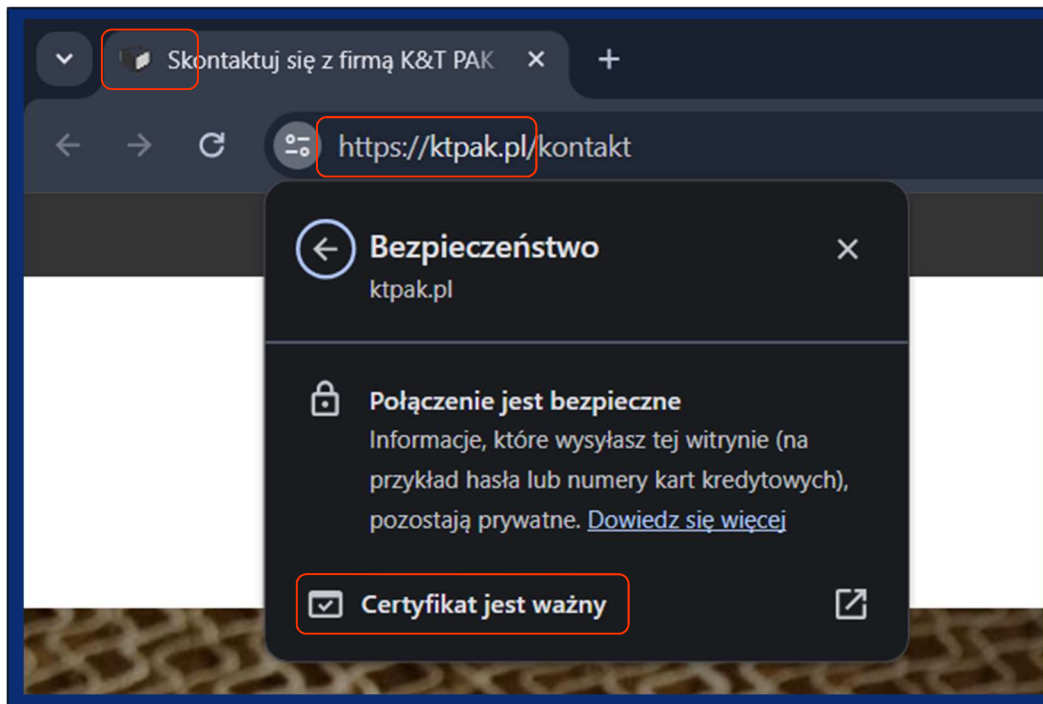 Skontaktuj się z firmą K&T PAK
https://ktpak.pl/kontakt
Bezpieczeństwo
ktpak.pl
Połączenie jest bezpieczne
Informacje, które wysyłasz tej witrynie (na
przykład hasła lub numery kart kredytowych),
pozostają prywatne. Dowiedz się więcej
Certyfikat jest ważny